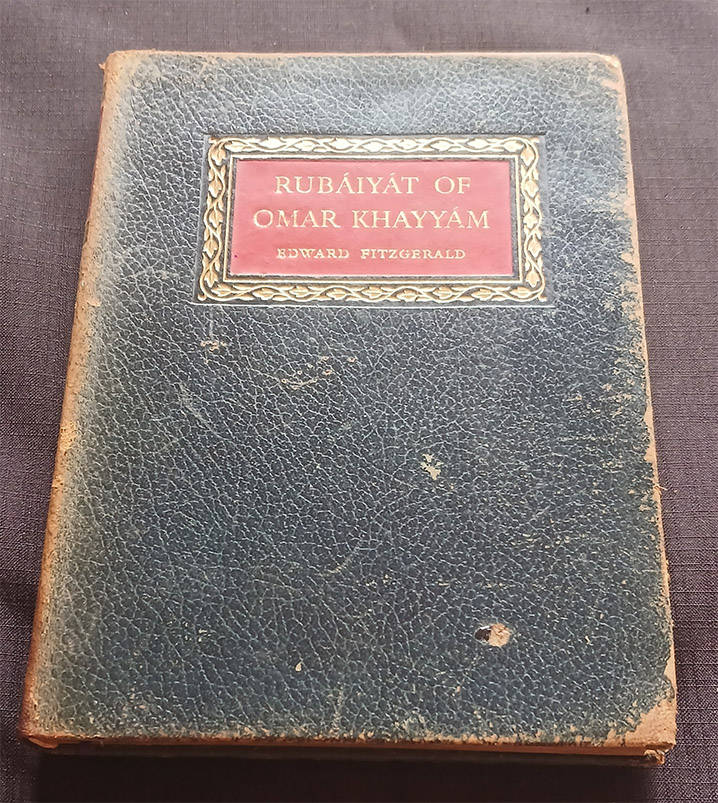 RUBÁIYÁT OF
OMAR KHAYYÁM
EDWARD FITZGERALD